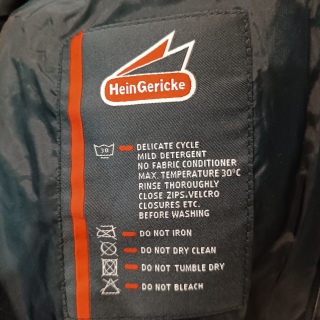 HeinGericke
30
DELICATE CYCLE
MILD DETERGENT
NO FABRIC CONDITIONER
MAX. TEMPERATURE 30°C
RINSE THOROUGHLY
CLOSE ZIPS.VELCRO
CLOSURES ETC.
BEFORE WASHING
DO NOT IRON
DO NOT DRY CLEAN
DO NOT TUMBLE DRY
DO NOT BLEACH